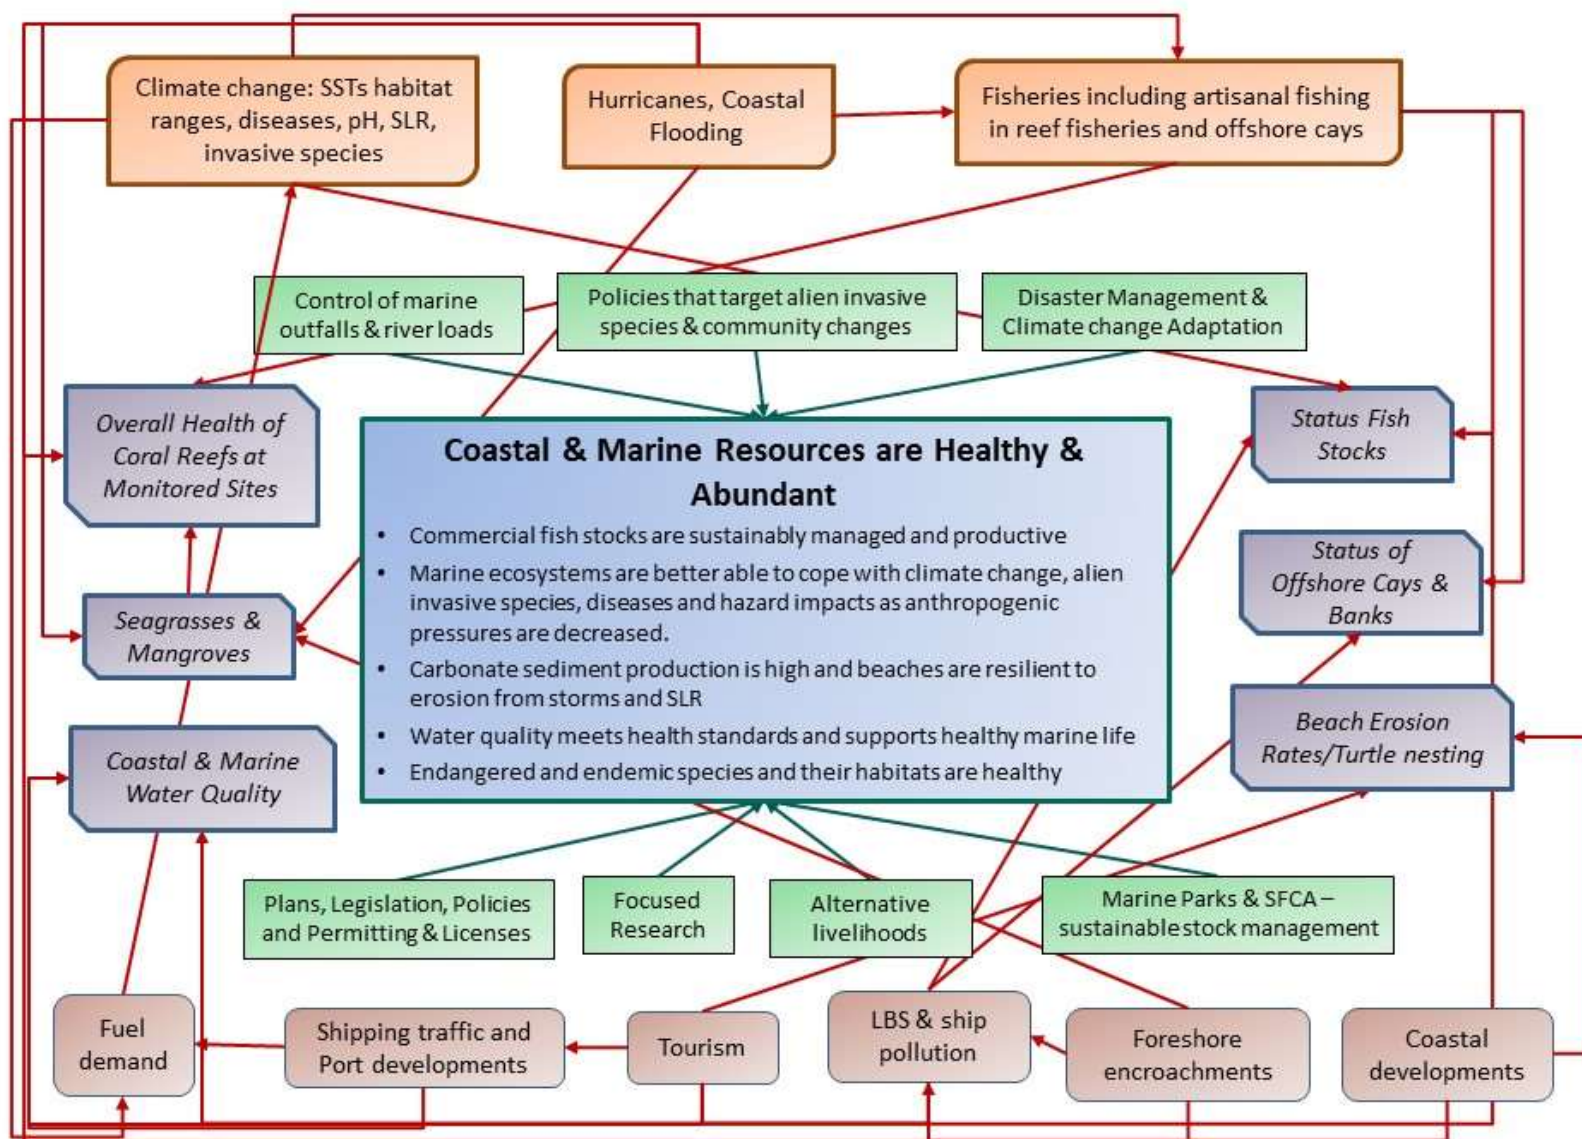 Climate change: SSTs habitat
ranges, diseases, pH, SLR,
invasive species
Hurricanes, Coastal
Flooding
Fisheries including artisanal fishing
in reef fisheries and offshore cays
Control of marine
outfalls & river loads
Policies that target alien invasive
species & community changes
Disaster Management &
Climate change Adaptation
Overall Health of
Coral Reefs at
Monitored Sites
Seagrasses &
Mangroves
Coastal & Marine
Water Quality
Coastal & Marine Resources are Healthy &
Abundant
• Commercial fish stocks are sustainably managed and productive
• Marine ecosystems are better able to cope with climate change, alien
invasive species, diseases and hazard impacts as anthropogenic
pressures are decreased.
• Carbonate sediment production is high and beaches are resilient to
erosion from storms and SLR
• Water quality meets health standards and supports healthy marine life
• Endangered and endemic species and their habitats are healthy
Status Fish
Stocks
Status of
Offshore Cays &
Banks
Beach Erosion
Rates/Turtle nesting
Plans, Legislation, Policies
and Permitting & Licenses
Focused
Research
Alternative
livelihoods
Marine Parks & SFCA –
sustainable stock management
Fuel
demand
Shipping traffic and
Port developments
Tourism
LBS & ship
pollution
Foreshore
encroachments
Coastal
developments